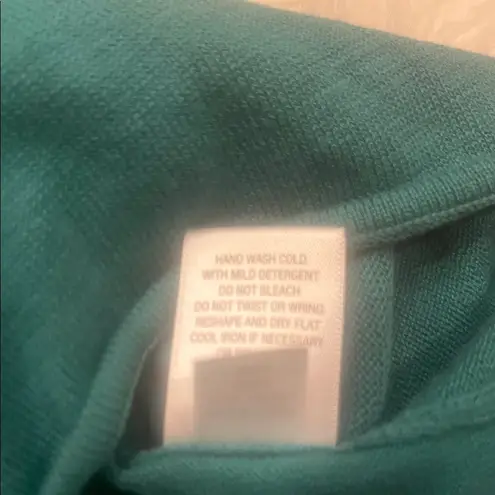 HAND WASH COLD
WITH MILD DETERGENT
DO NOT BLEACH
DO NOT TWIST OR WRING
RESHAPE AND DRY FLAT
COOL IRON IF NECESSARY
OR